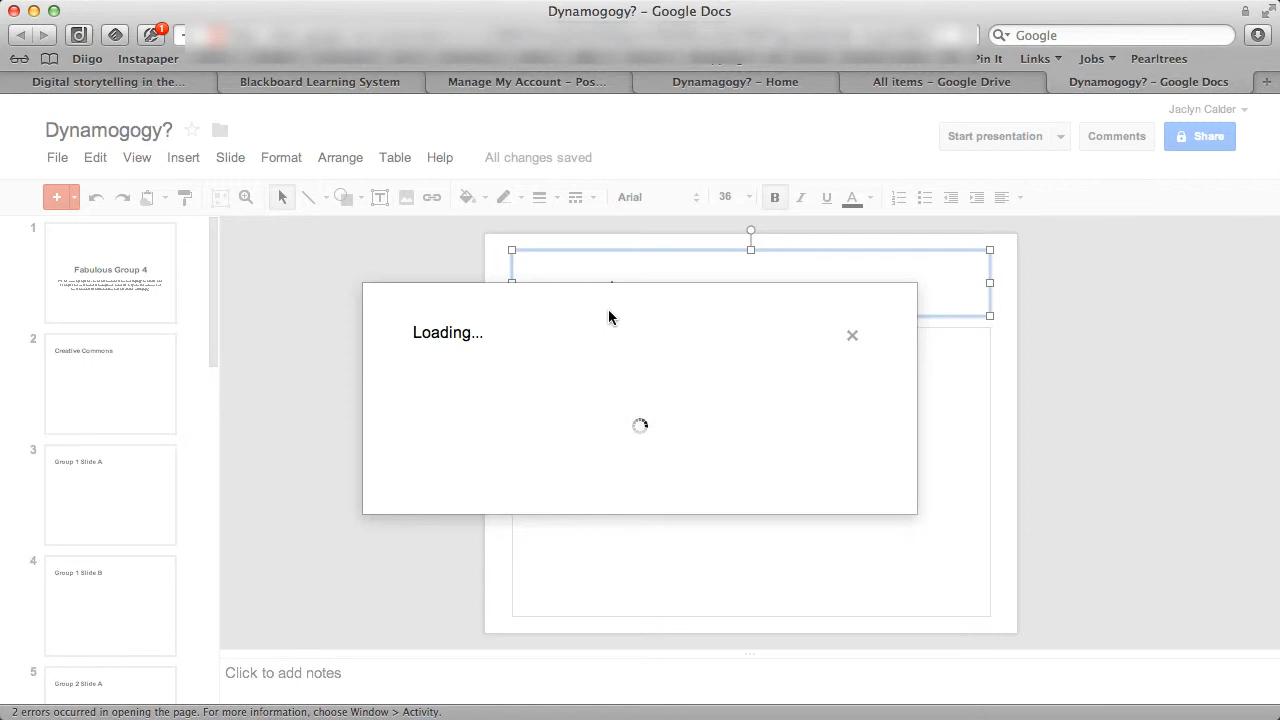 Dynamogogy? – Google Docs
1
Google
Diigo Instapaper Pin It Links Jobs Pearltrees
Digital storytelling in the... Blackboard Learning System Manage My Account – Pos... Dynamagogy? – Home All items – Google Drive Dynamogogy? – Google Docs
Jaclyn Calder
Dynamogogy?
Start presentation Comments Share
File Edit View Insert Slide Format Arrange Table Help All changes saved
Arial 36 B I U A
1
Fabulous Group 4
2
Creative Commons
3
Group 1 Slide A
4
Group 1 Slide B
5
Group 2 Slide A
Loading...
Click to add notes
2 errors occurred in opening the page. For more information, choose Window > Activity.